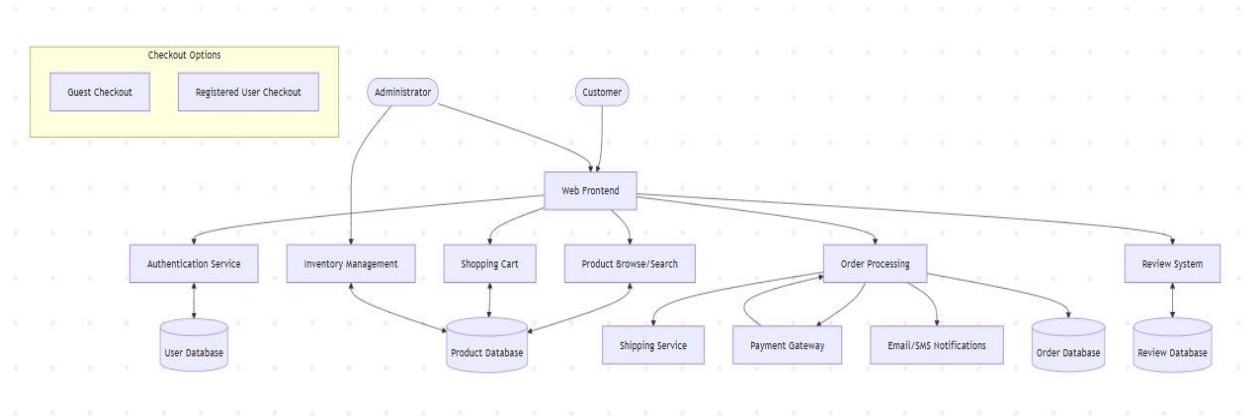 Checkout Options
Guest Checkout
Registered User Checkout
Administrator
Customer
Web Frontend
Authentication Service
Inventory Management
Shopping Cart
Product Browse/Search
Order Processing
Review System
User Database
Product Database
Shipping Service
Payment Gateway
Email/SMS Notifications
Order Database
Review Database